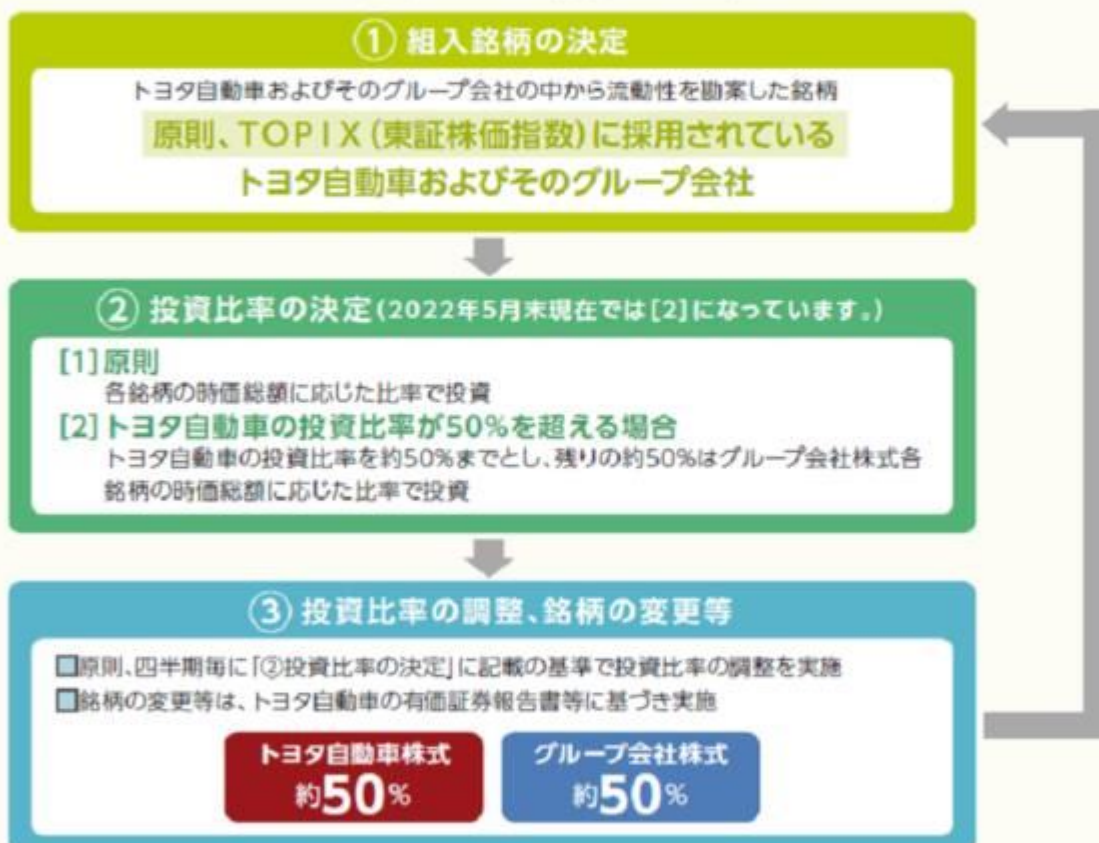 ① 組入銘柄の決定
トヨタ自動車およびそのグループ会社の中から流動性を勘案した銘柄
原則、TOPIX(東証株価指数)に採用されている
トヨタ自動車およびそのグループ会社
② 投資比率の決定(2022年5月末現在では[2]になっています。)
[1]原則
各銘柄の時価総額に応じた比率で投資
[2]トヨタ自動車の投資比率が50%を超える場合
トヨタ自動車の投資比率を約50%までとし、残りの約50%はグループ会社株式各
銘柄の時価総額に応じた比率で投資
③ 投資比率の調整、銘柄の変更等
□原則、四半期毎に「②投資比率の決定」に記載の基準で投資比率の調整を実施
□銘柄の変更等は、トヨタ自動車の有価証券報告書等に基づき実施
トヨタ自動車株式
約50%
グループ会社株式
約50%